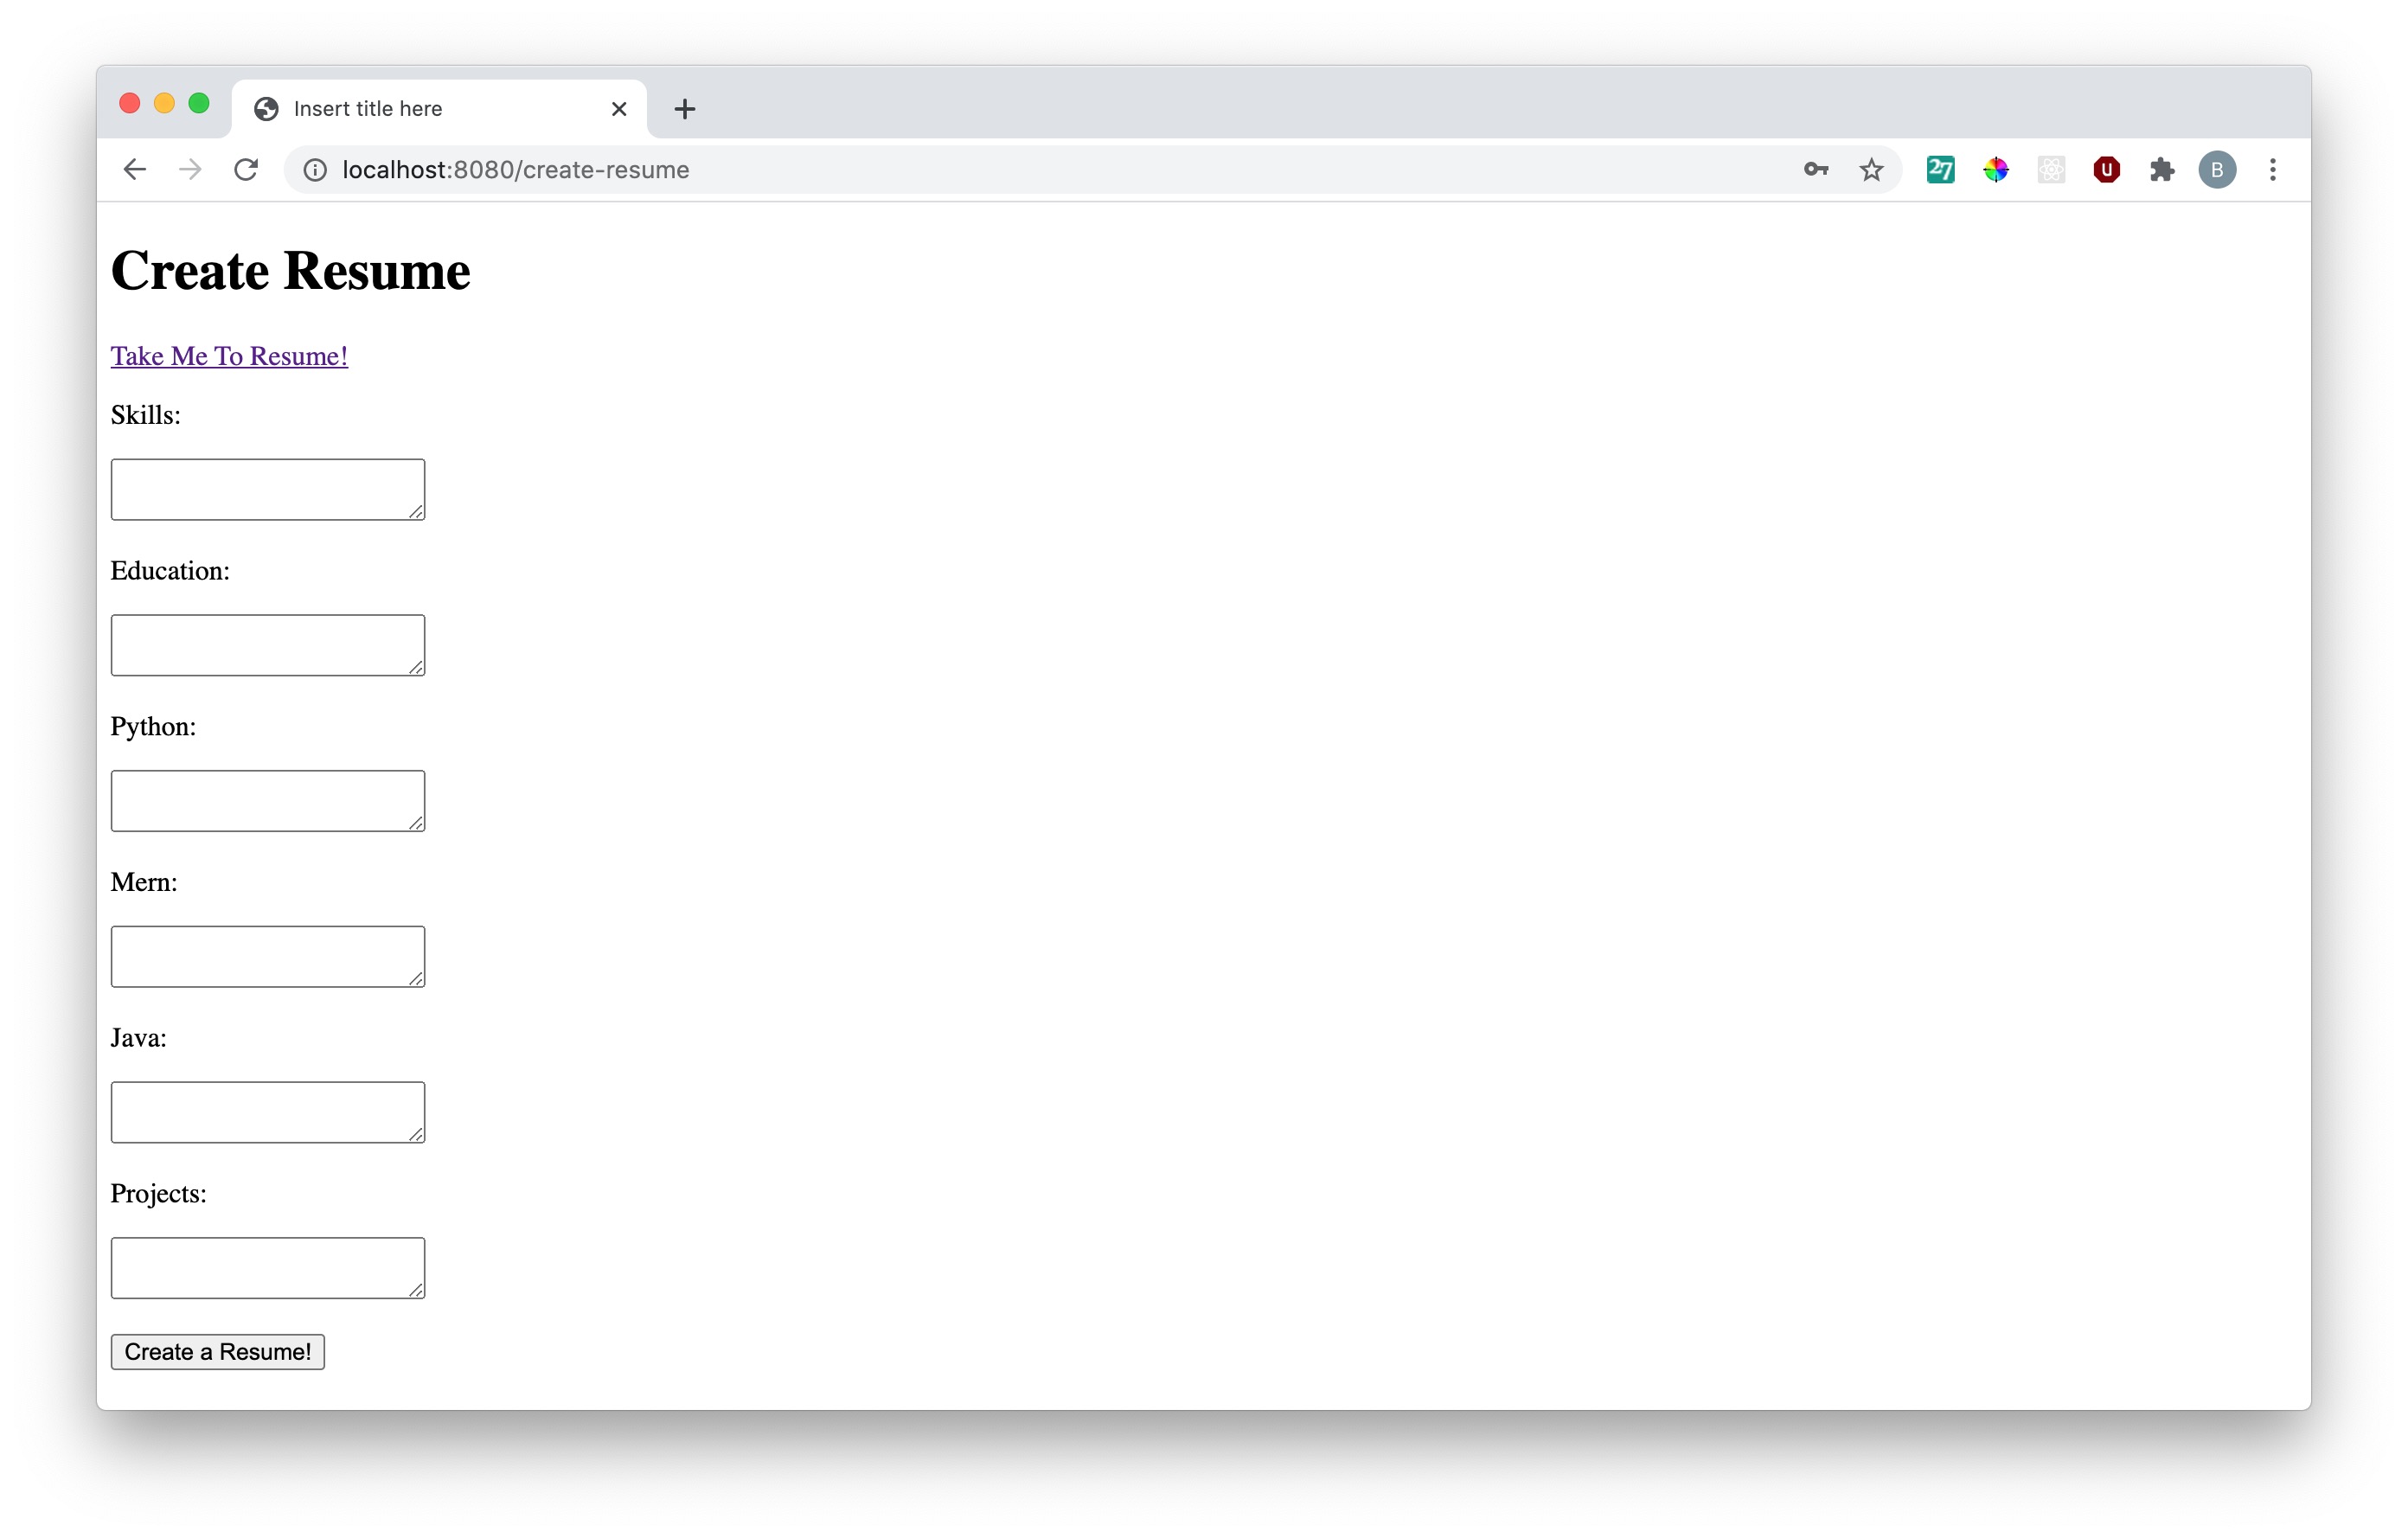 Insert title here
localhost:8080/create-resume
27
U
B
Create Resume
Take Me To Resume!
Skills:
Education:
Python:
Mern:
Java:
Projects:
Create a Resume!